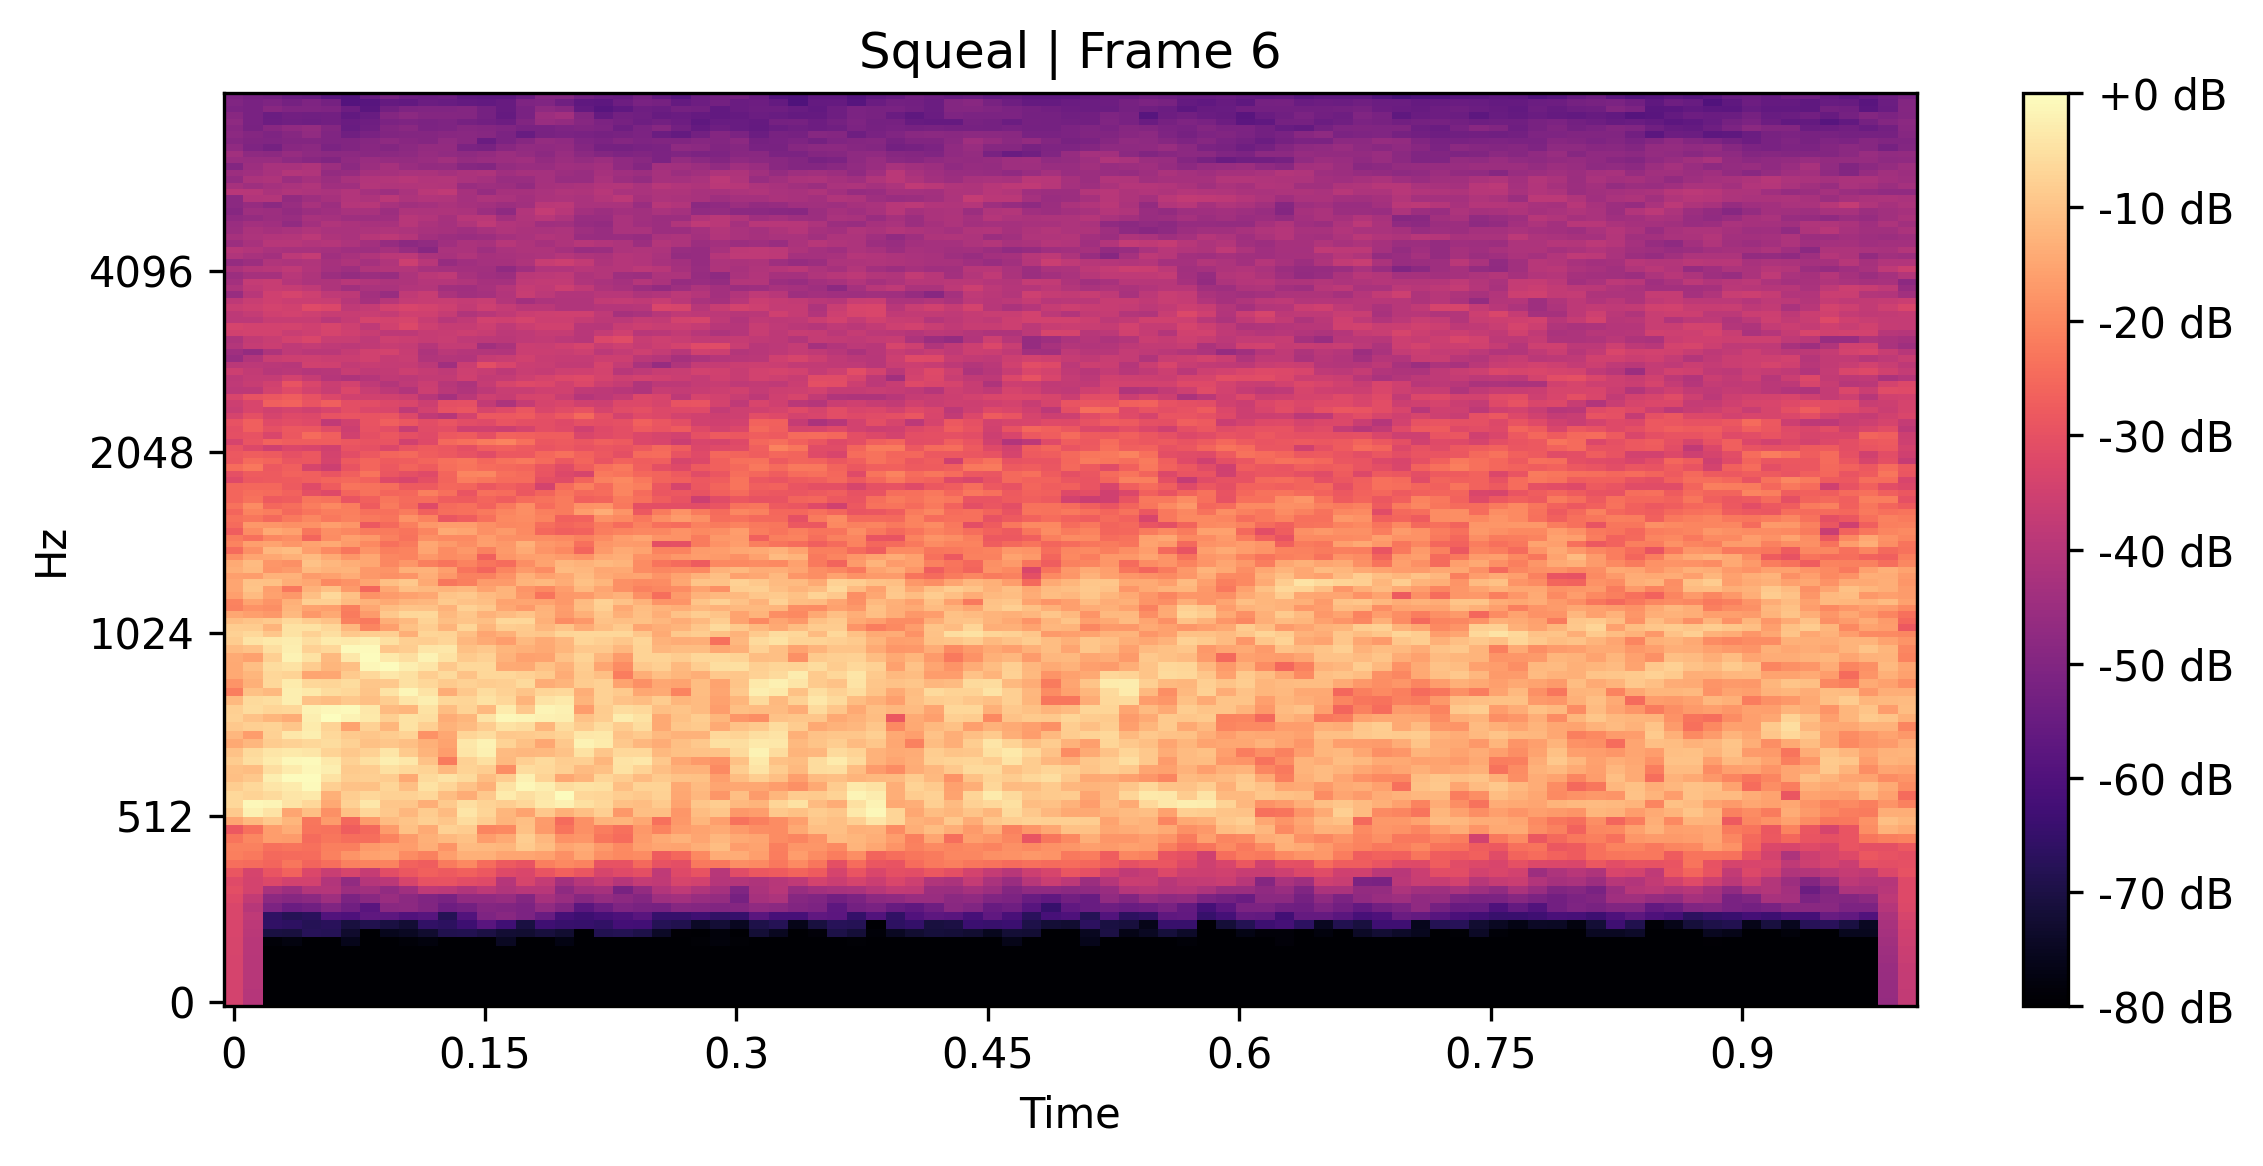 Squeal | Frame 6
Hz
4096
2048
1024
512
0
0 0.15 0.3 0.45 0.6 0.75 0.9
Time
+0 dB
-10 dB
-20 dB
-30 dB
-40 dB
-50 dB
-60 dB
-70 dB
-80 dB